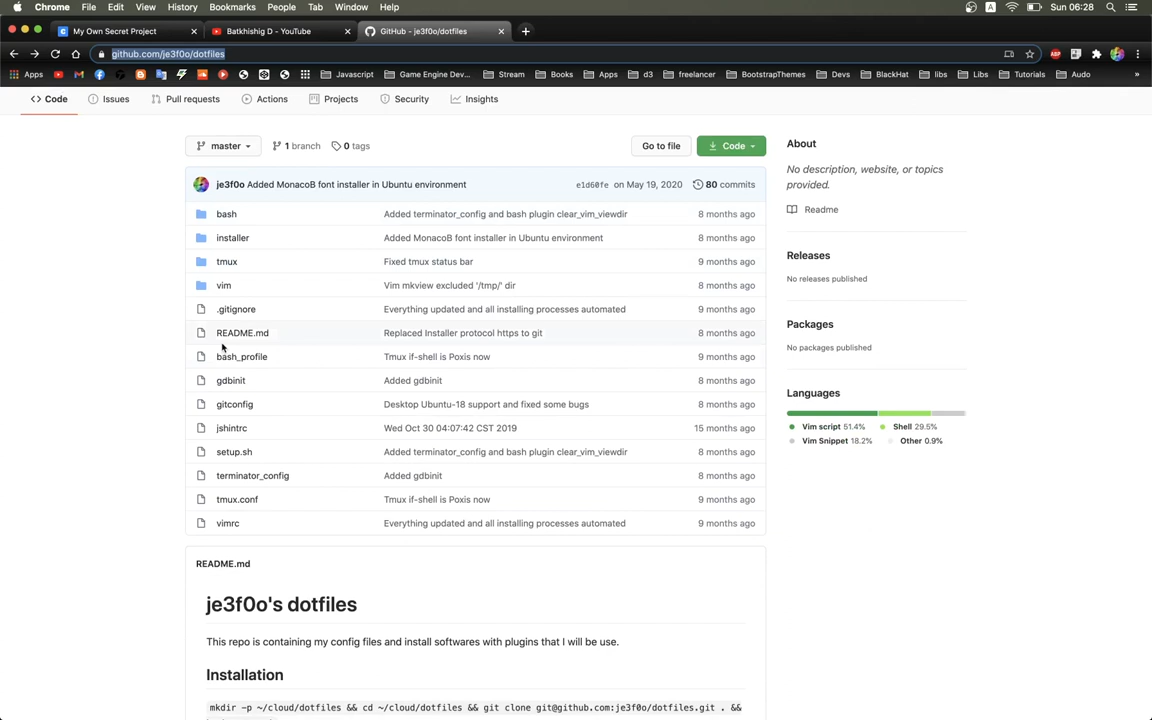 Chrome File Edit View History Bookmarks People Tab Window Help A Sun 06:28
My Own Secret Project Batkhishig D - YouTube GitHub - je3f0o/dotfiles
github.com/je3f0o/dotfiles ABP
Apps Javascript Game Engine Dev... Stream Books Apps d3 freelancer BootstrapThemes Devs BlackHat libs Libs Tutorials Audo »
Code Issues Pull requests Actions Projects Security Insights
master 1 branch 0 tags Go to file Code
je3f0o Added MonacoB font installer in Ubuntu environment e1d60fe on May 19, 2020 80 commits
bash Added terminator_config and bash plugin clear_vim_viewdir 8 months ago
installer Added MonacoB font installer in Ubuntu environment 8 months ago
tmux Fixed tmux status bar 9 months ago
vim Vim mkview excluded '/tmp/' dir 8 months ago
.gitignore Everything updated and all installing processes automated 9 months ago
README.md Replaced Installer protocol https to git 8 months ago
bash_profile Tmux if-shell is Poxis now 9 months ago
gdbinit Added gdbinit 8 months ago
gitconfig Desktop Ubuntu-18 support and fixed some bugs 8 months ago
jshintrc Wed Oct 30 04:07:42 CST 2019 15 months ago
setup.sh Added terminator_config and bash plugin clear_vim_viewdir 8 months ago
terminator_config Added gdbinit 8 months ago
tmux.conf Tmux if-shell is Poxis now 9 months ago
vimrc Everything updated and all installing processes automated 9 months ago
README.md
je3f0o's dotfiles
This repo is containing my config files and install softwares with plugins that I will be use.
Installation
mkdir -p ~/cloud/dotfiles && cd ~/cloud/dotfiles && git clone git@github.com:je3f0o/dotfiles.git . &&
About
No description, website, or topics
provided.
Readme
Releases
No releases published
Packages
No packages published
Languages
Vim script 51.4% Shell 29.5%
Vim Snippet 18.2% Other 0.9%